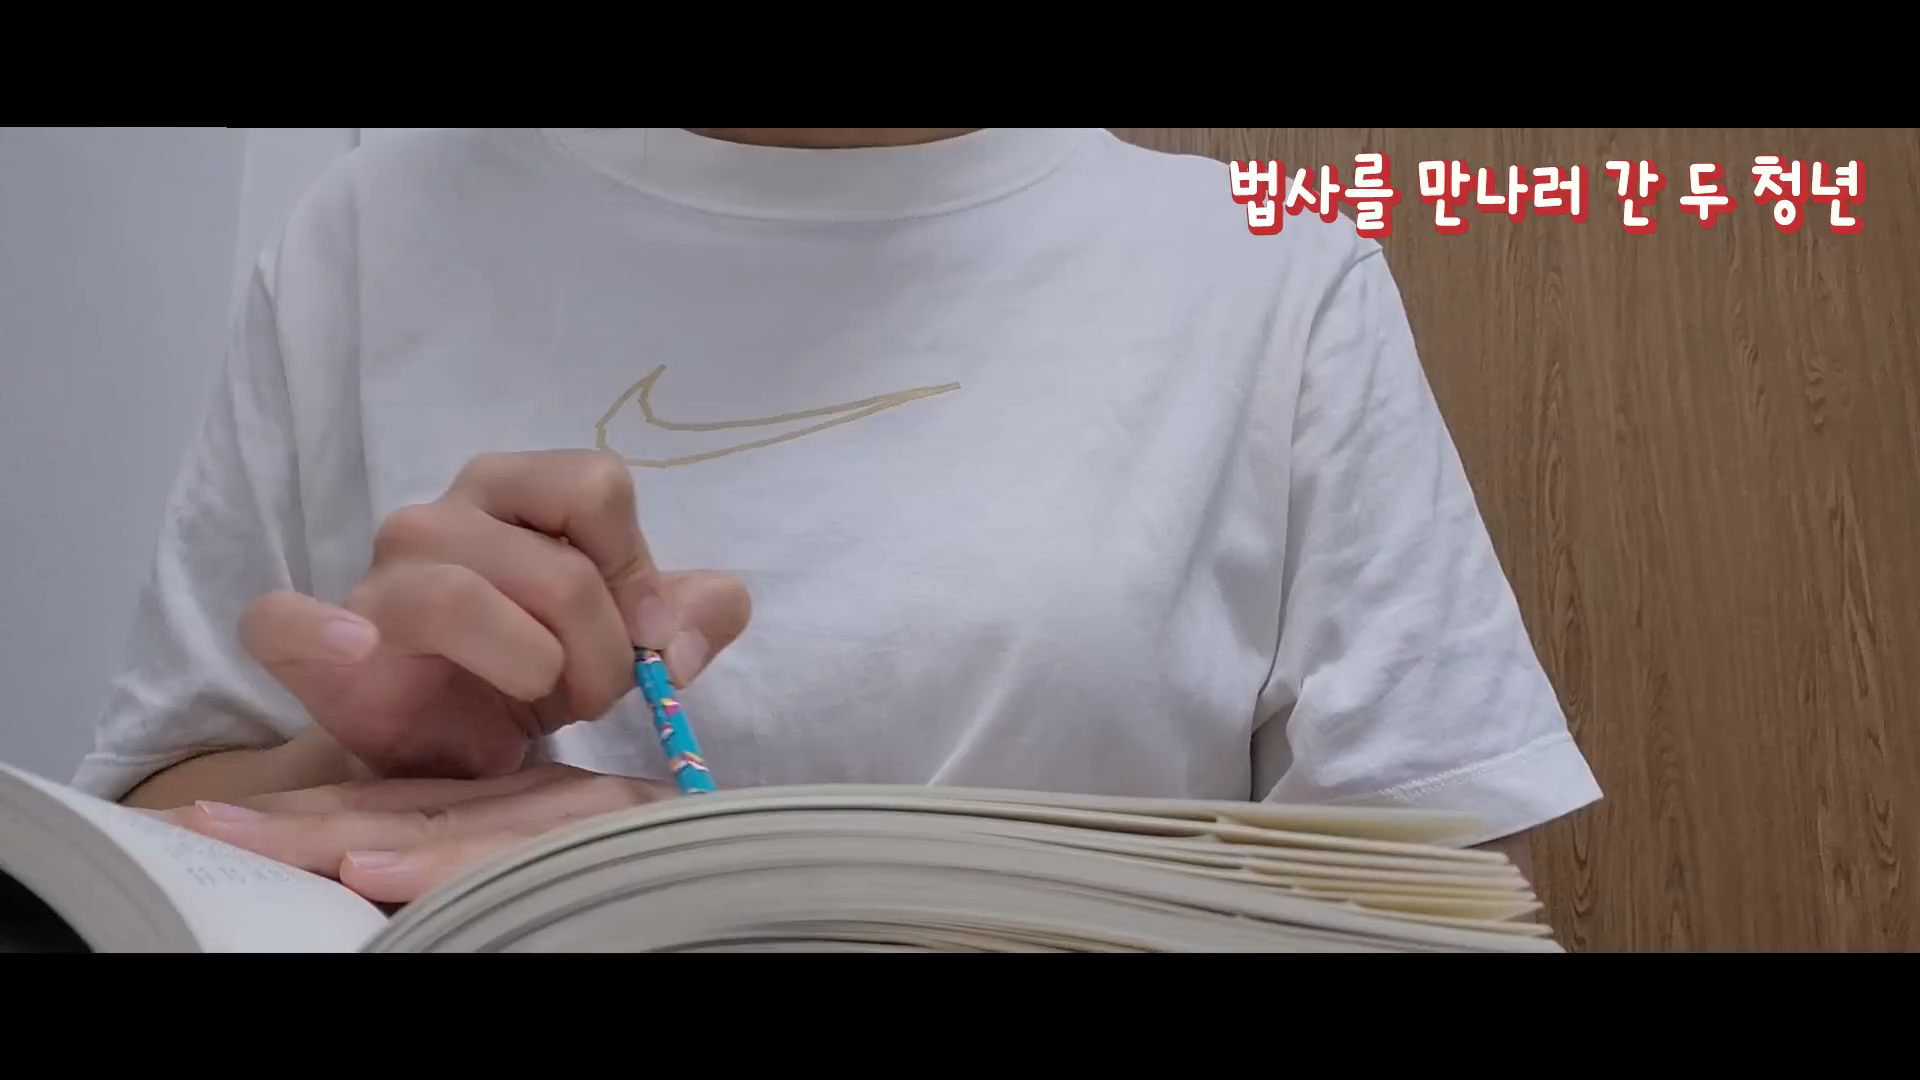 법사를 만나러 간 두 청년